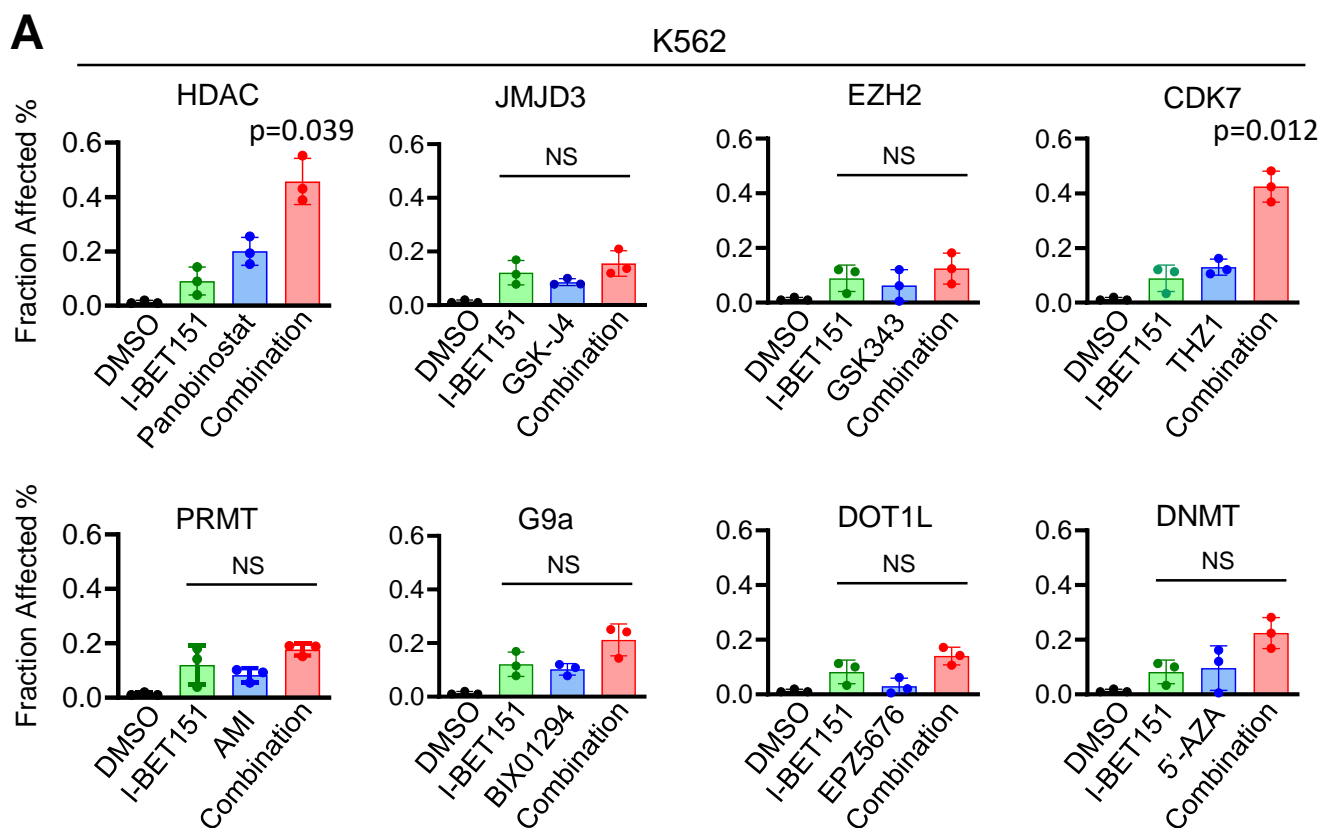 A
K562
HDAC
p=0.039
Fraction Affected %
0.6
0.4
0.2
0.0
DMSO
I-BET151
Panobinostat
Combination
JMJD3
NS
0.6
0.4
0.2
0.0
DMSO
I-BET151
GSK-J4
Combination
EZH2
NS
0.6
0.4
0.2
0.0
DMSO
I-BET151
GSK343
Combination
CDK7
p=0.012
0.6
0.4
0.2
0.0
DMSO
I-BET151
THZ1
Combination
PRMT
NS
Fraction Affected %
0.6
0.4
0.2
0.0
DMSO
I-BET151
AMI
Combination
G9a
NS
0.6
0.4
0.2
0.0
DMSO
I-BET151
BIX01294
Combination
DOT1L
NS
0.6
0.4
0.2
0.0
DMSO
I-BET151
EPZ5676
Combination
DNMT
NS
0.6
0.4
0.2
0.0
DMSO
I-BET151
5'-AZA
Combination